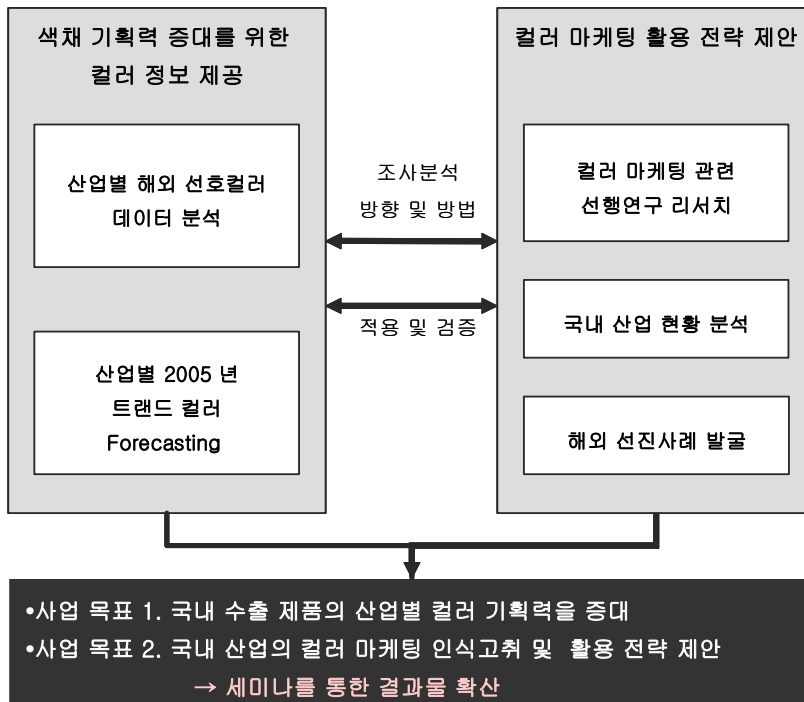 색채 기획력 증대를 위한
컬러 정보 제공
산업별 해외 선호컬러
데이터 분석
산업별 2005 년
트랜드 컬러
Forecasting
조사분석
방향 및 방법
적용 및 검증
컬러 마케팅 활용 전략 제안
컬러 마케팅 관련
선행연구 리서치
국내 산업 현황 분석
해외 선진사례 발굴
•사업 목표 1. 국내 수출 제품의 산업별 컬러 기획력을 증대
•사업 목표 2. 국내 산업의 컬러 마케팅 인식고취 및 활용 전략 제안
→ 세미나를 통한 결과물 확산